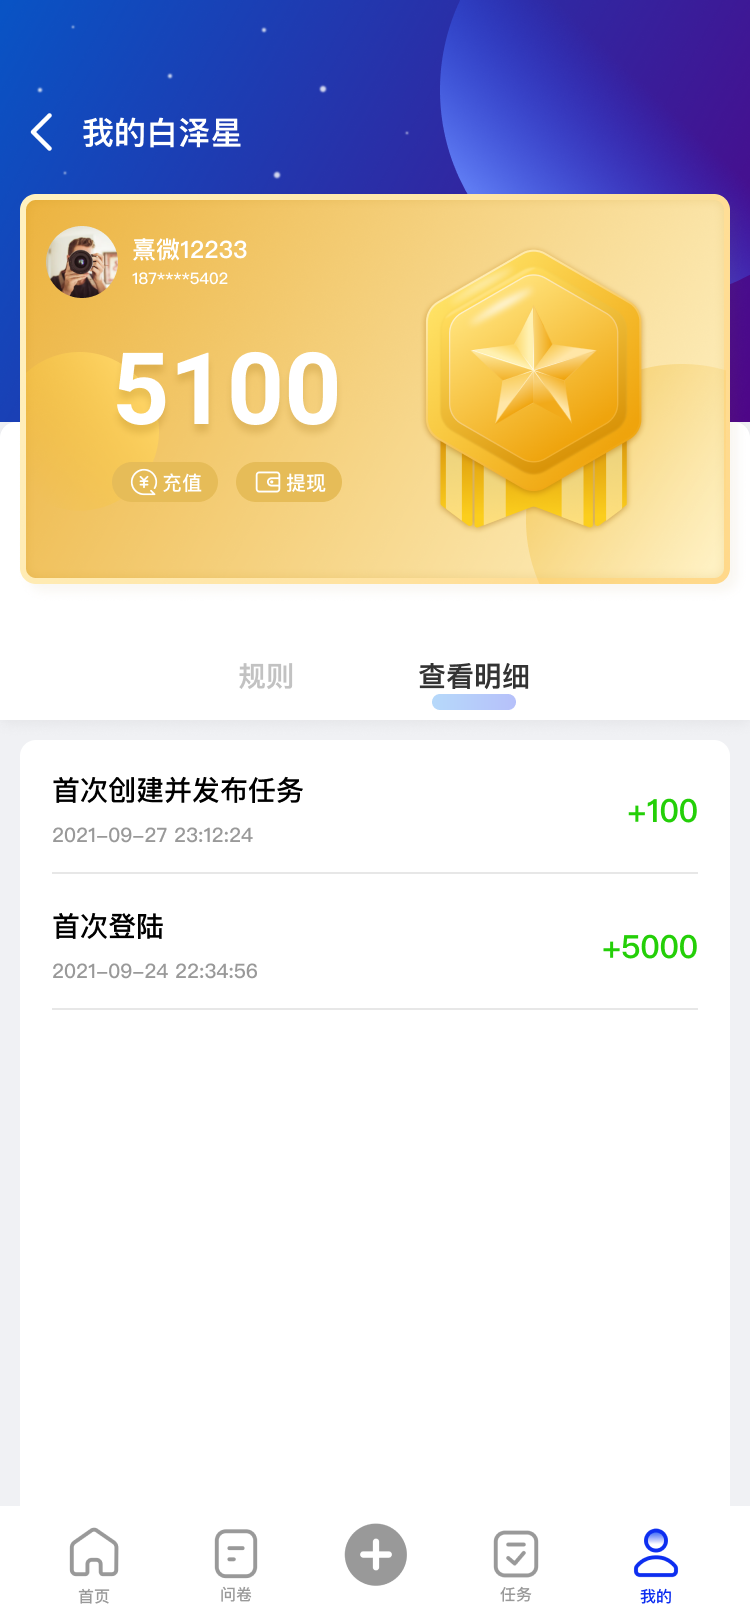 我的白泽星
熹微12233
187****5402
5100
充值
提现
规则
查看明细
首次创建并发布任务
+100
2021-09-27 23:12:24
首次登陆
+5000
2021-09-24 22:34:56
首页
问卷
任务
我的